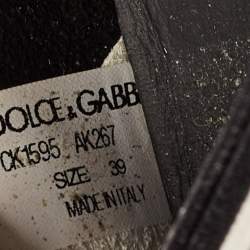 DOLCE & GABB
CK1595 AK267
SIZE: 39
MADE IN ITALY